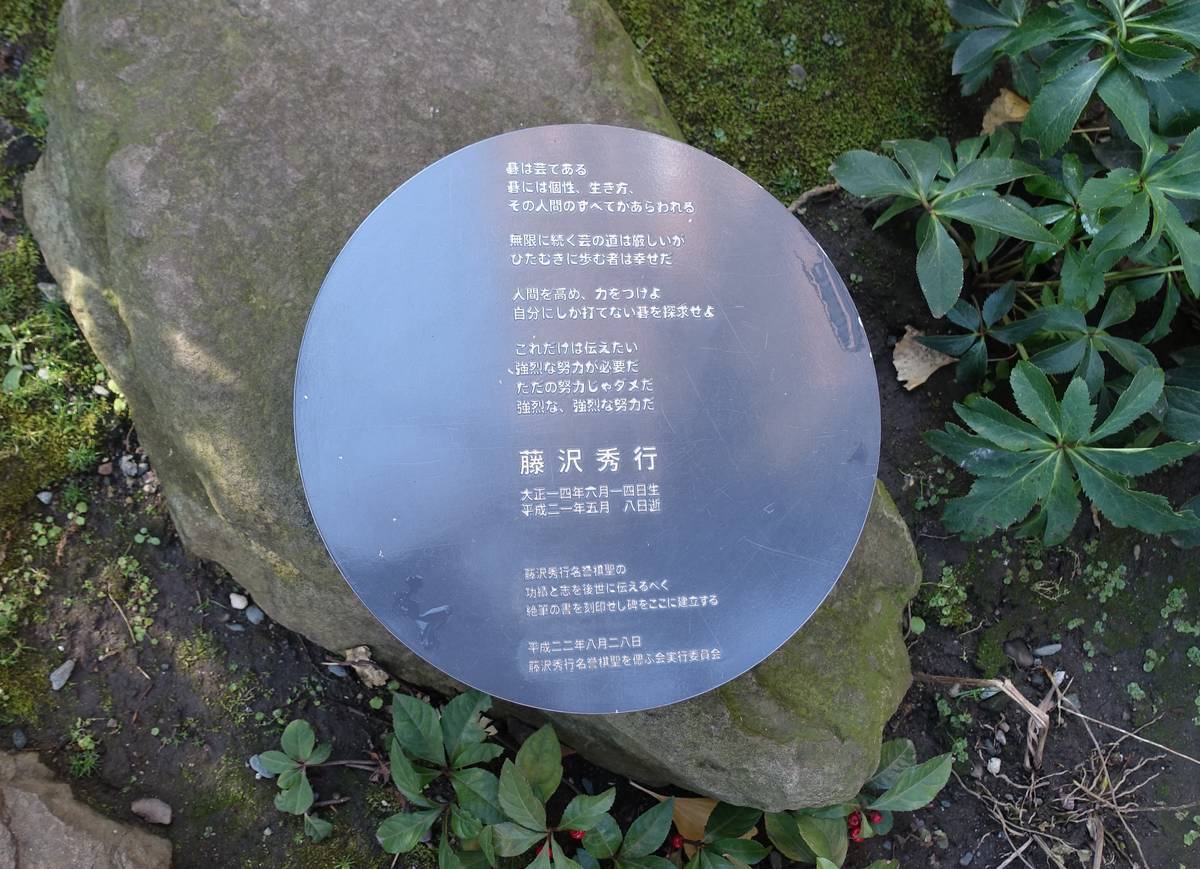 碁は芸である
碁には個性、生き方、
その人間のすべてがあらわれる
無限に続く芸の道は厳しいが
ひたむきに歩む者は幸せだ
人間を高め、力をつけよ
自分にしか打てない碁を探求せよ
これだけは伝えたい
強烈な努力が必要だ
ただの努力じゃダメだ
強烈な、強烈な努力だ
藤沢秀行
大正一四年六月一四日生
平成二一年五月 八日逝
藤沢秀行名誉棋聖の
功績と志を後世に伝えるべく
絶筆の書を刻印せし碑をここに建立する
平成二二年八月二八日
藤沢秀行名誉棋聖を偲ぶ会実行委員会